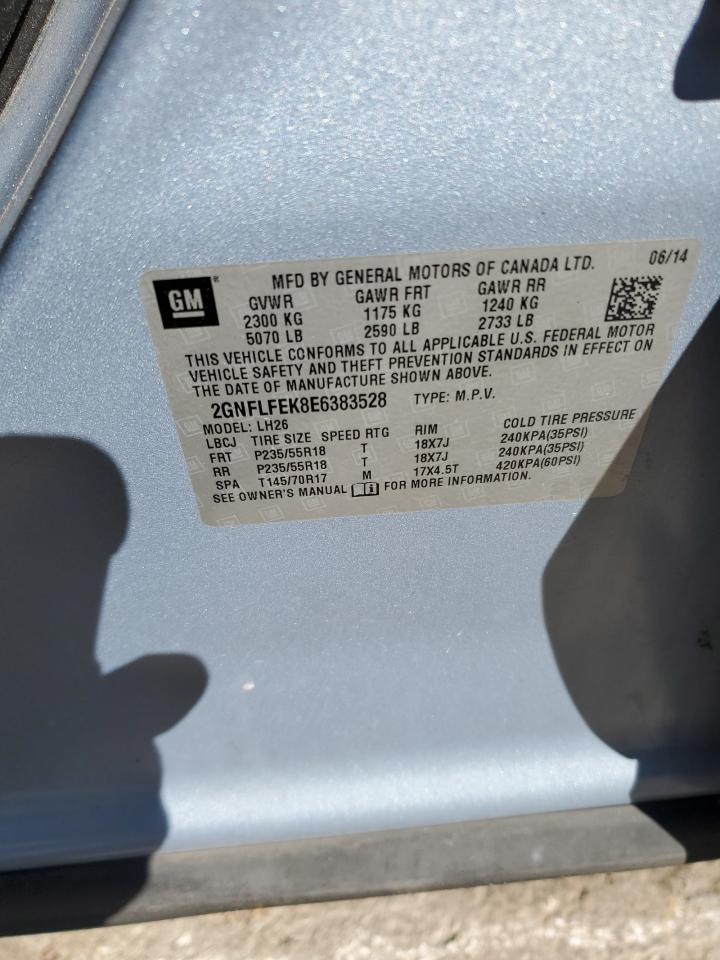 GM® MFD BY GENERAL MOTORS OF CANADA LTD. 06/14
GVWR GAWR FRT GAWR RR
2300 KG 1175 KG 1240 KG
5070 LB 2590 LB 2733 LB
THIS VEHICLE CONFORMS TO ALL APPLICABLE U.S. FEDERAL MOTOR
VEHICLE SAFETY AND THEFT PREVENTION STANDARDS IN EFFECT ON
THE DATE OF MANUFACTURE SHOWN ABOVE.
2GNFLFEK8E6383528 TYPE: M.P.V.
MODEL: LH26
LBCJ TIRE SIZE SPEED RTG RIM COLD TIRE PRESSURE
FRT P235/55R18 T 18X7J 240KPA(35PSI)
RR P235/55R18 T 18X7J 240KPA(35PSI)
SPA T145/70R17 M 17X4.5T 420KPA(60PSI)
SEE OWNER'S MANUAL FOR MORE INFORMATION.